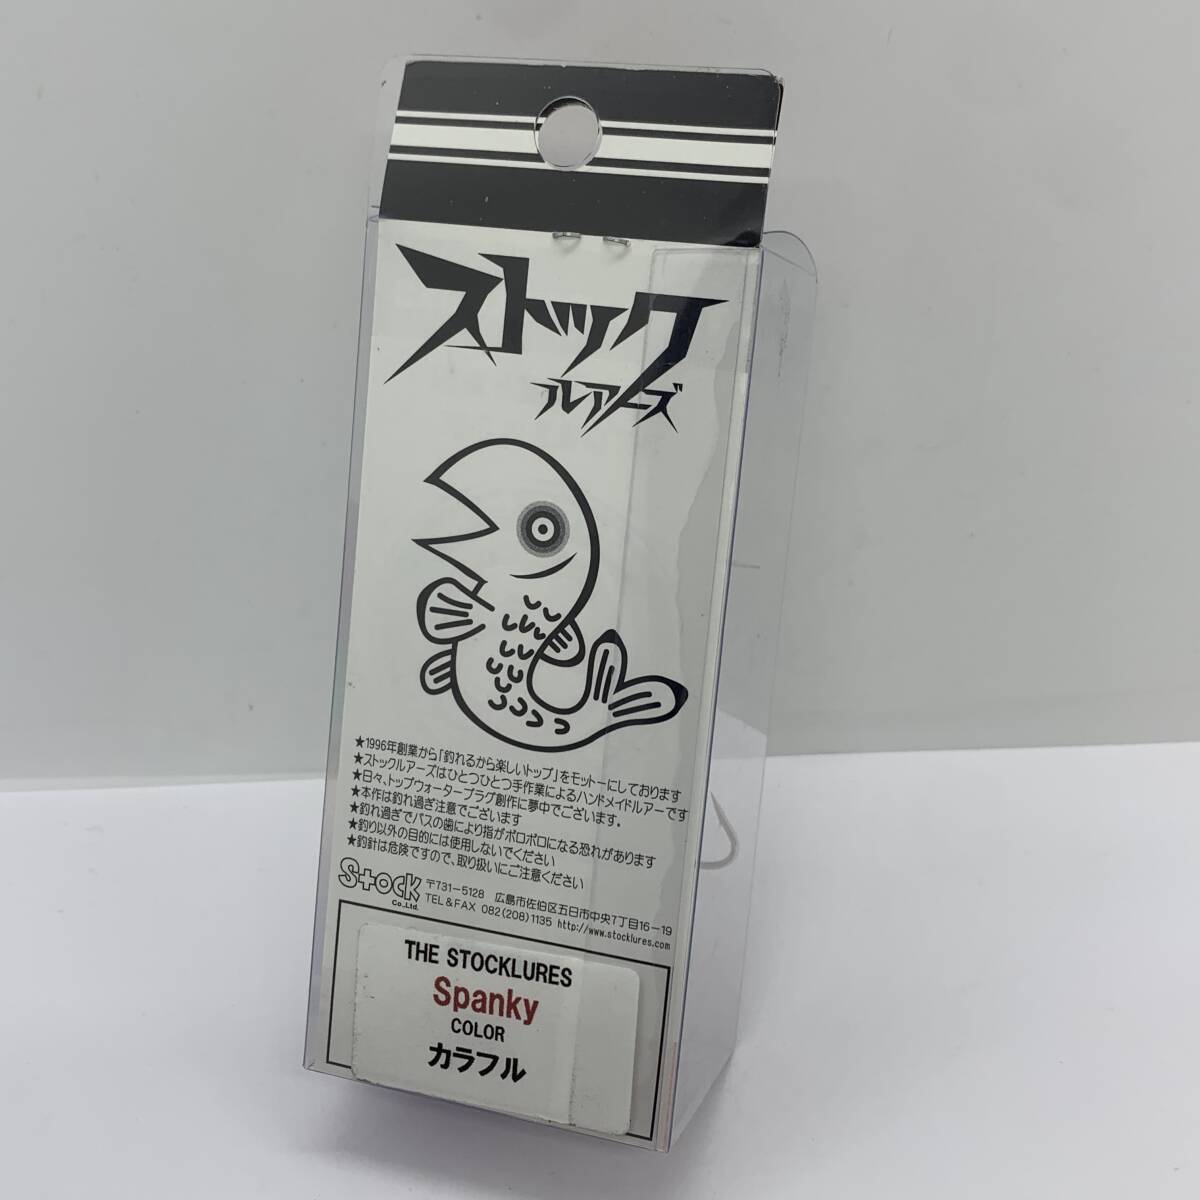 ストック
ルアーズ
★1996年創業から「釣れるから楽しいトップ」をモットーにしております
★ストックルアーズはひとつひとつ手作業によるハンドメイドルアーです
★日々、トップウォータープラグ創作に夢中でございます。
★本作は釣れ過ぎ注意でございます
★釣れ過ぎでバスの歯により指がボロボロになる恐れがあります
★釣り以外の目的には使用しないでください
★釣針は危険ですので、取り扱いにご注意ください
Stock Co.,Ltd.
〒731-5128 広島市佐伯区五日市中央7丁目16-19
TEL&FAX 082(208)1135 http://www.stocklures.com
THE STOCKLURES
Spanky
COLOR
カラフル